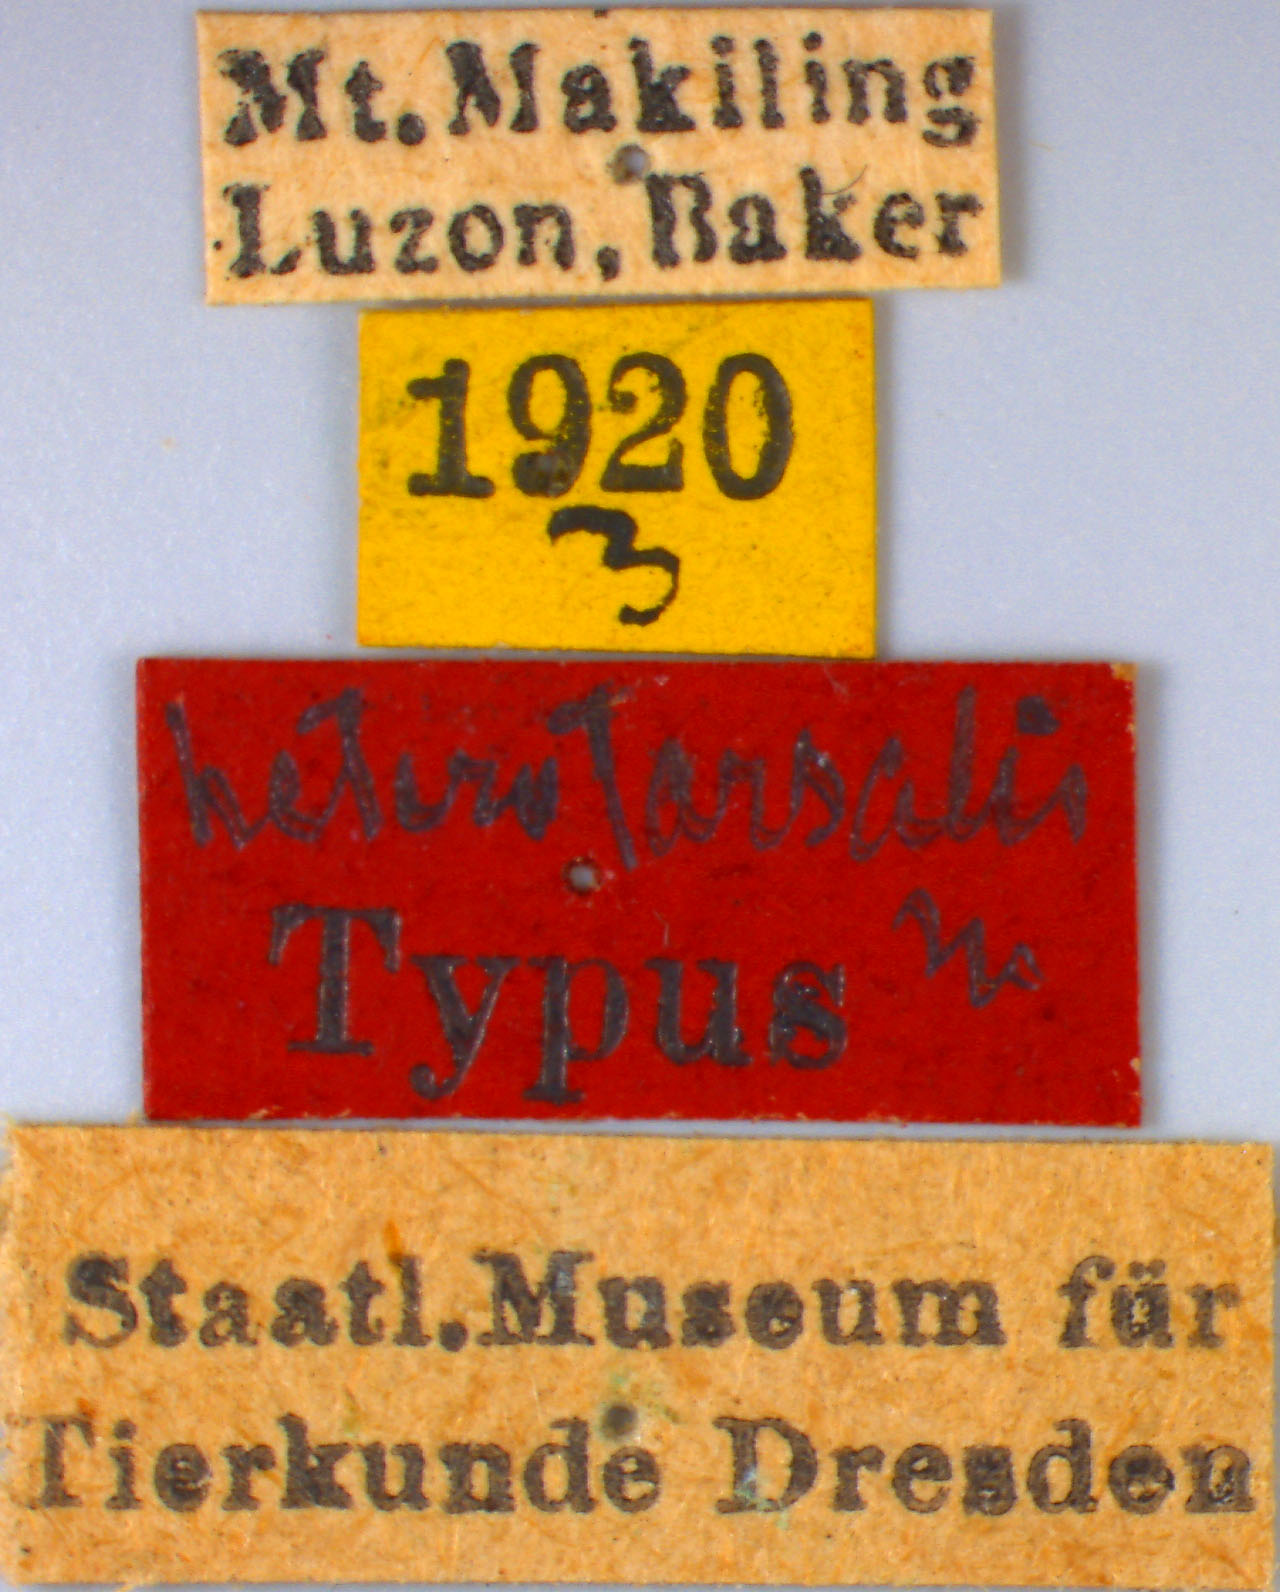 Mt. Makiling
Luzon, Baker
1920
3
heterotarsalis
Typus
Staatl. Museum für
Tierkunde Dresden